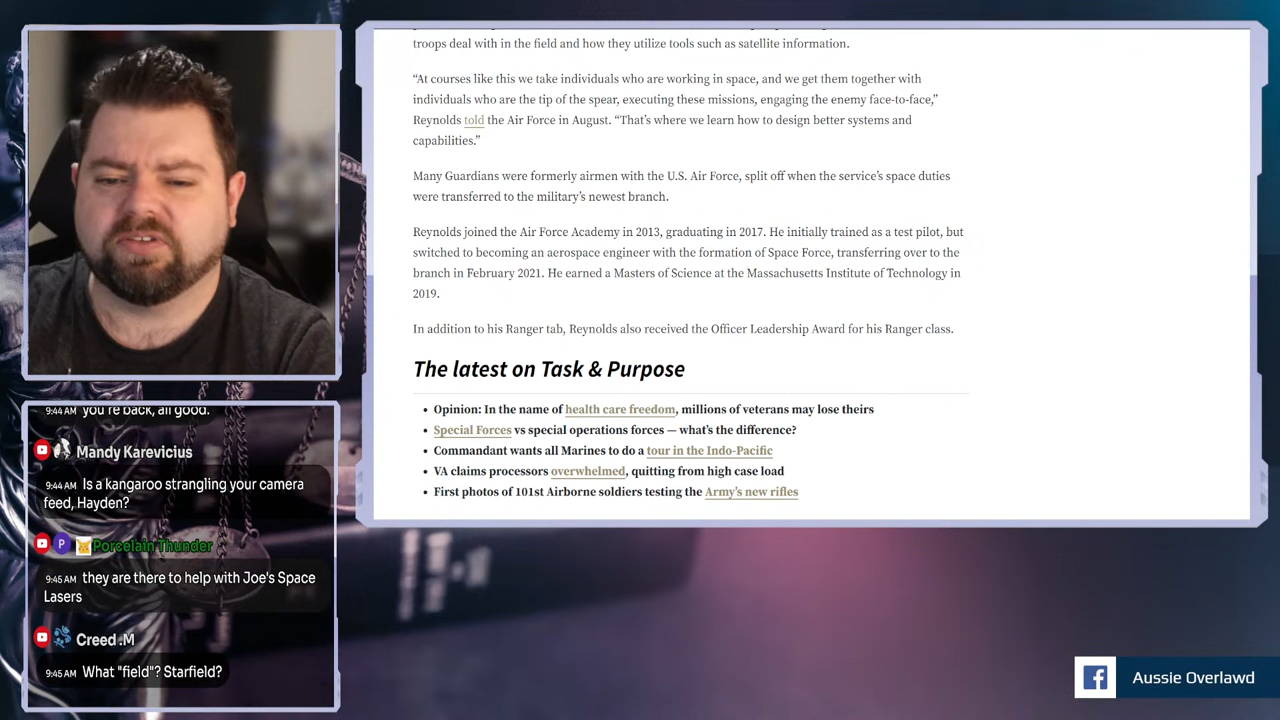 troops deal with in the field and how they utilize tools such as satellite information.
“At courses like this we take individuals who are working in space, and we get them together with
individuals who are the tip of the spear, executing these missions, engaging the enemy face-to-face,”
Reynolds told the Air Force in August. “That’s where we learn how to design better systems and
capabilities.”
Many Guardians were formerly airmen with the U.S. Air Force, split off when the service’s space duties
were transferred to the military’s newest branch.
Reynolds joined the Air Force Academy in 2013, graduating in 2017. He initially trained as a test pilot, but
switched to becoming an aerospace engineer with the formation of Space Force, transferring over to the
branch in February 2021. He earned a Masters of Science at the Massachusetts Institute of Technology in
2019.
In addition to his Ranger tab, Reynolds also received the Officer Leadership Award for his Ranger class.
The latest on Task & Purpose
• Opinion: In the name of health care freedom, millions of veterans may lose theirs
• Special Forces vs special operations forces — what’s the difference?
• Commandant wants all Marines to do a tour in the Indo-Pacific
• VA claims processors overwhelmed, quitting from high case load
• First photos of 101st Airborne soldiers testing the Army’s new rifles
9:44 AM you're back, all good.
Mandy Karevicius
9:44 AM Is a kangaroo strangling your camera
feed, Hayden?
P Porcelain Thunder
9:45 AM they are there to help with Joe's Space
Lasers
Creed .M
9:45 AM What "field"? Starfield?
Aussie Overlawd